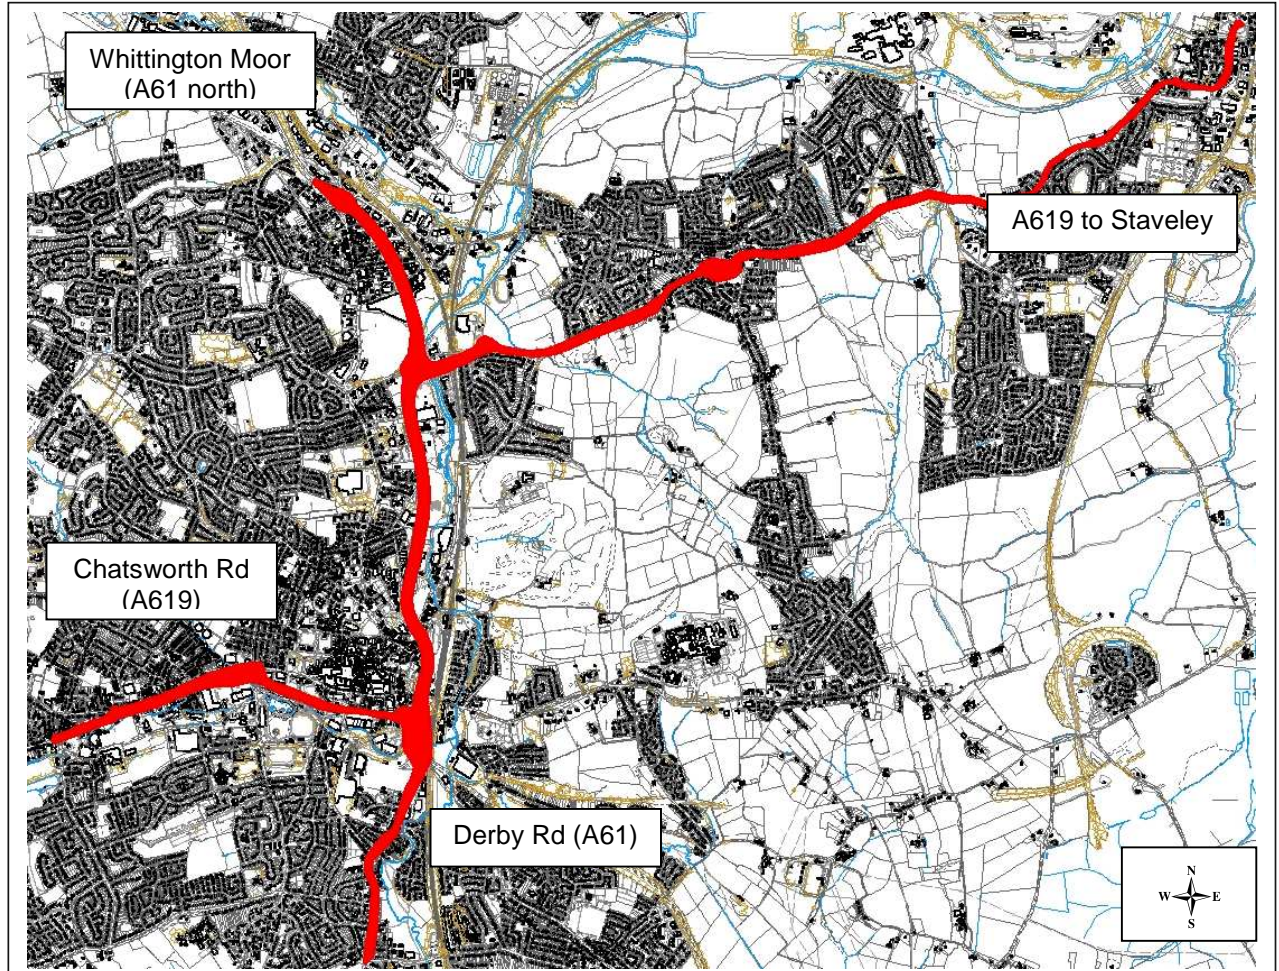 Whittington Moor
(A61 north)
A619 to Staveley
Chatsworth Rd
(A619)
Derby Rd (A61)
N
W E
S